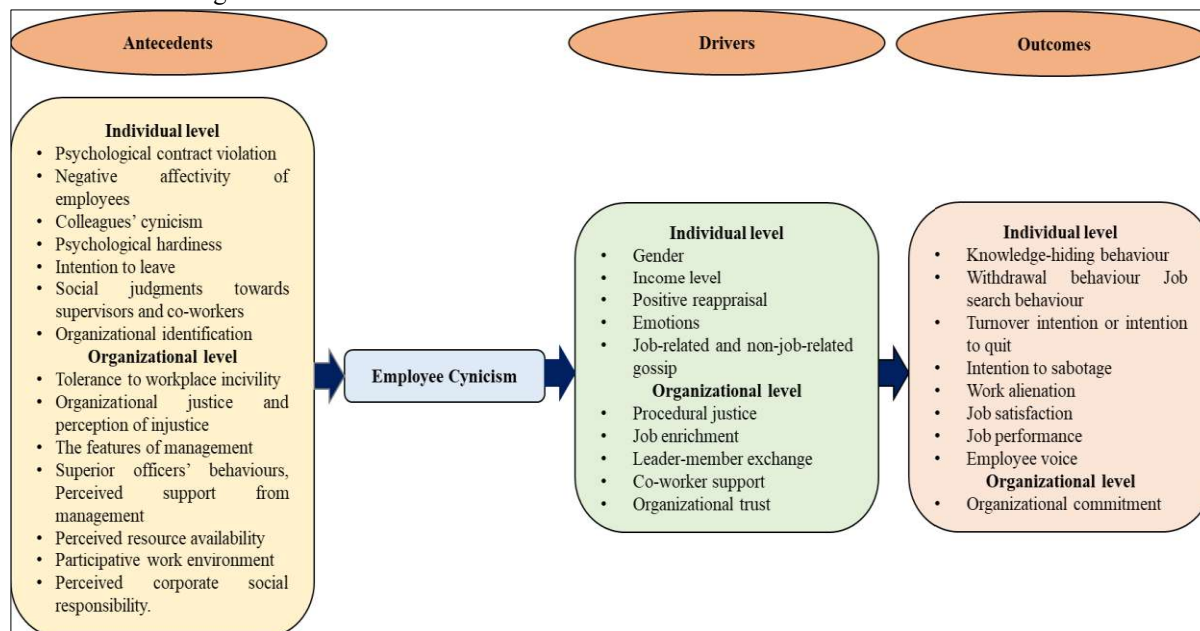 Antecedents
Individual level
• Psychological contract violation
• Negative affectivity of
employees
• Colleagues’ cynicism
• Psychological hardiness
• Intention to leave
• Social judgments towards
supervisors and co-workers
• Organizational identification
Organizational level
• Tolerance to workplace incivility
• Organizational justice and
perception of injustice
• The features of management
• Superior officers’ behaviours,
Perceived support from
management
• Perceived resource availability
• Participative work environment
• Perceived corporate social
responsibility.
Employee Cynicism
Drivers
Individual level
• Gender
• Income level
• Positive reappraisal
• Emotions
• Job-related and non-job-related
gossip
Organizational level
• Procedural justice
• Job enrichment
• Leader-member exchange
• Co-worker support
• Organizational trust
Outcomes
Individual level
• Knowledge-hiding behaviour
• Withdrawal behaviour Job
search behaviour
• Turnover intention or intention
to quit
• Intention to sabotage
• Work alienation
• Job satisfaction
• Job performance
• Employee voice
Organizational level
• Organizational commitment